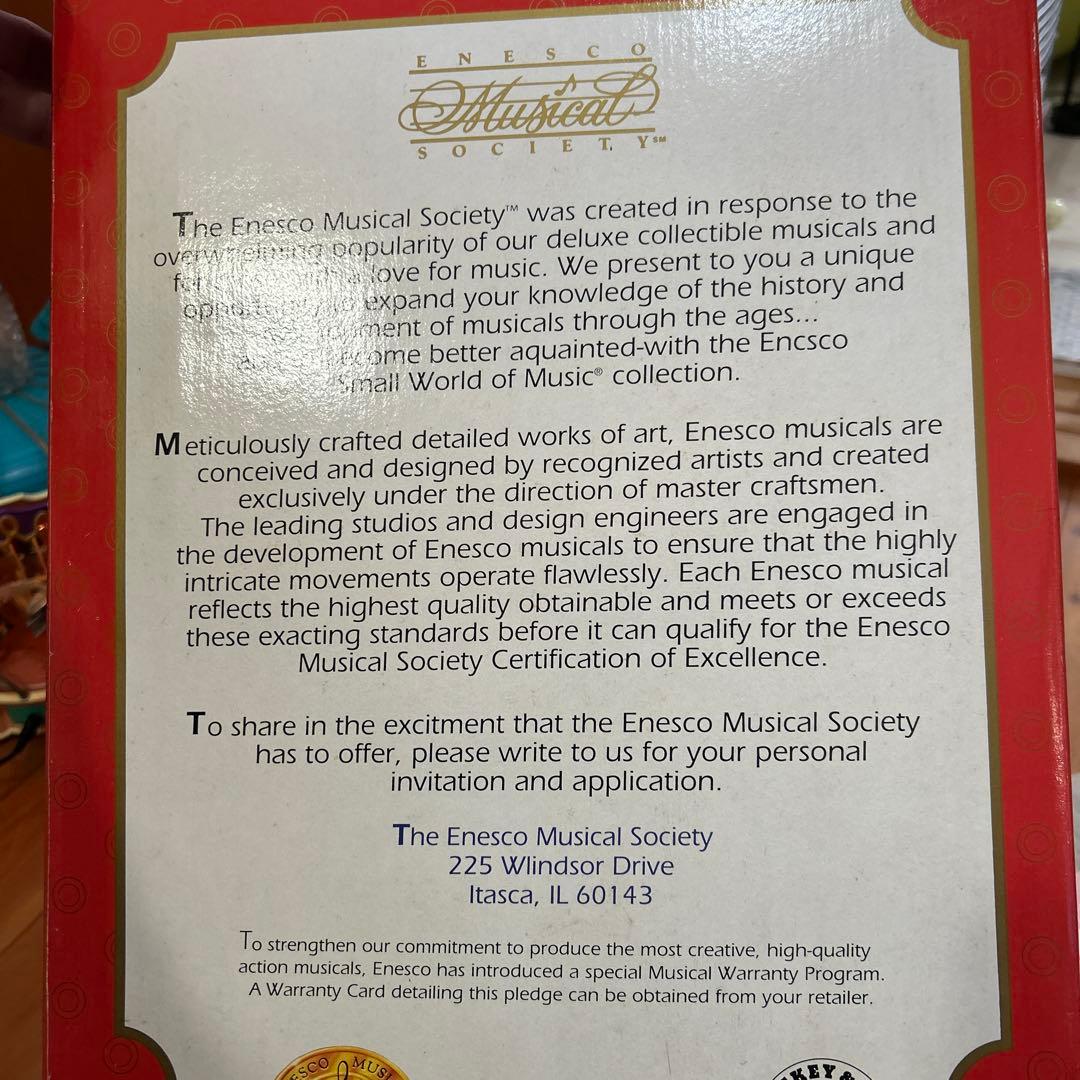 ENESCO
Musical
SOCIETY℠
The Enesco Musical Society™ was created in response to the
overwhelming popularity of our deluxe collectible musicals and
love for music. We present to you a unique
expand your knowledge of the history and
of musicals through the ages...
better aquainted-with the Encsco
Small World of Music® collection.
Meticulously crafted detailed works of art, Enesco musicals are
conceived and designed by recognized artists and created
exclusively under the direction of master craftsmen.
The leading studios and design engineers are engaged in
the development of Enesco musicals to ensure that the highly
intricate movements operate flawlessly. Each Enesco musical
reflects the highest quality obtainable and meets or exceeds
these exacting standards before it can qualify for the Enesco
Musical Society Certification of Excellence.
To share in the excitment that the Enesco Musical Society
has to offer, please write to us for your personal
invitation and application.
The Enesco Musical Society
225 Wlindsor Drive
Itasca, IL 60143
To strengthen our commitment to produce the most creative, high-quality
action musicals, Enesco has introduced a special Musical Warranty Program.
A Warranty Card detailing this pledge can be obtained from your retailer.